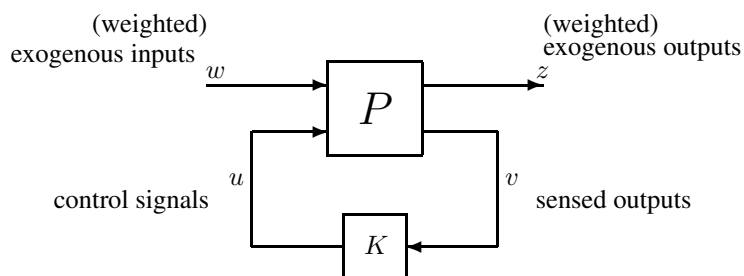 (weighted)
exogenous inputs
w
(weighted)
exogenous outputs
z
P
control signals
u
v
sensed outputs
K